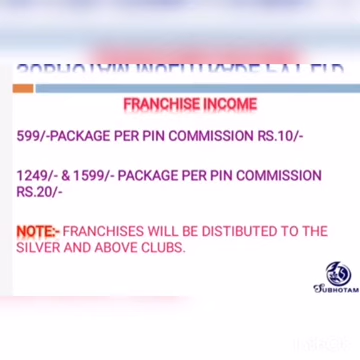 FRANCHISE INCOME
599/-PACKAGE PER PIN COMMISSION RS.10/-
1249/- & 1599/- PACKAGE PER PIN COMMISSION
RS.20/-
NOTE:- FRANCHISES WILL BE DISTIBUTED TO THE
SILVER AND ABOVE CLUBS.
SUBHOTAM